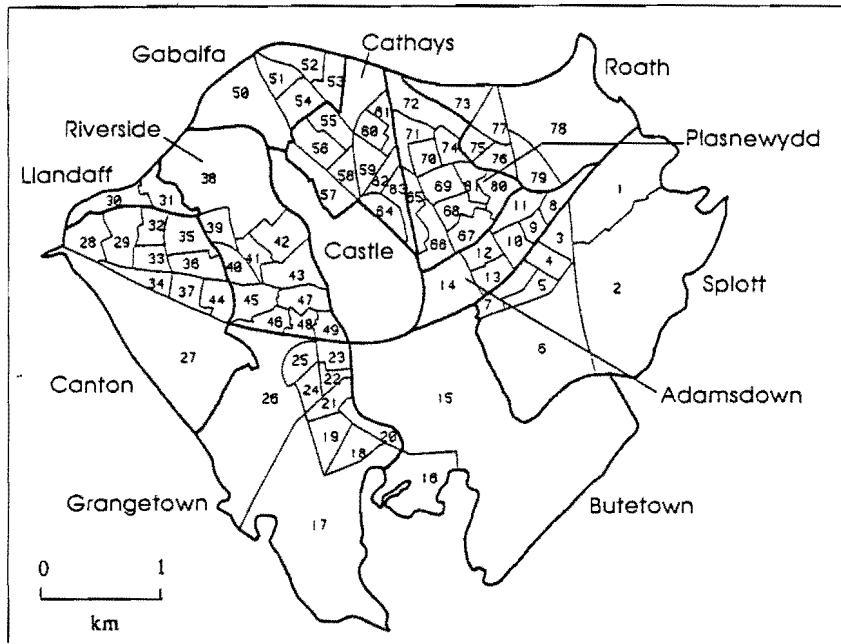 Cathays
Gabalfa
Roath
Riverside
Plasnewydd
Llandaff
Castle
Splott
Canton
Adamsdown
Grangetown
Butetown
52
51 53
50 54 72 73
55 61 60 71 77 78
56 74 75 76
70
58 59 79
38 57 62 63 69 81 80 1
30 31 65 11 8
64 68
28 29 32 35 39 42 66 67 9 3
33 36 40 41 12 10 4
43 14 13 5 2
34 37 44 45 47 7
46 48 49 6
27 25 23
26 24 22 15
21
19 18 20
16
17
0 1
km